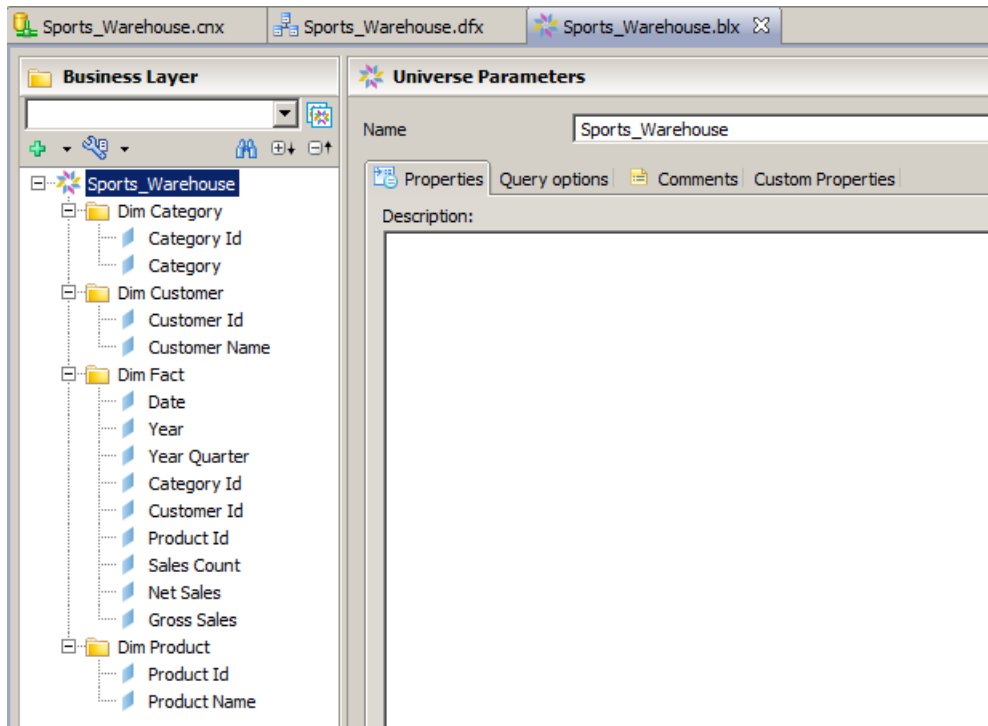 Sports_Warehouse.cnx
Sports_Warehouse.dfx
Sports_Warehouse.blx
Business Layer
Sports_Warehouse
Dim Category
Category Id
Category
Dim Customer
Customer Id
Customer Name
Dim Fact
Date
Year
Year Quarter
Category Id
Customer Id
Product Id
Sales Count
Net Sales
Gross Sales
Dim Product
Product Id
Product Name
Universe Parameters
Name
Sports_Warehouse
Properties
Query options
Comments
Custom Properties
Description: